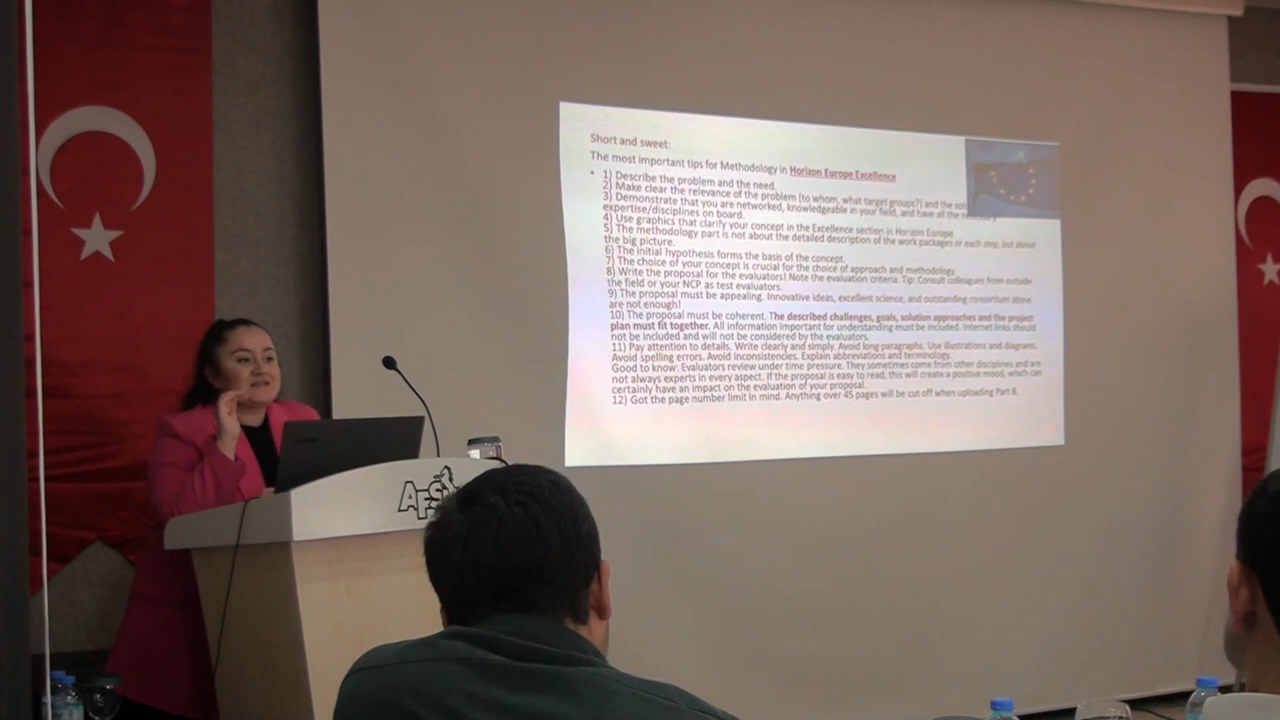 Short and sweet:
The most important tips for Methodology in Horizon Europe Excellence
• 1) Describe the problem and the need.
2) Make clear the relevance of the problem (to whom, what target groups?) and the
3) Demonstrate that you are networked, knowledgeable in your field, and have all the
expertise/disciplines on board.
4) Use graphics that clarify your concept in the Excellence section in Horizon Europe
5) The methodology part is not about the detailed description of the work packages or each step, but about
the big picture.
6) The initial hypothesis forms the basis of the concept.
7) The choice of your concept is crucial for the choice of approach and methodology.
8) Write the proposal for the evaluators! Note the evaluation criteria. Tip: Consult colleagues from outside
the field or your NCP as test evaluators.
9) The proposal must be appealing. Innovative ideas, excellent science, and outstanding consortium alone
are not enough!
10) The proposal must be coherent. The described challenges, goals, solution approaches and the project
plan must fit together. All information important for understanding must be included. Internet links should
not be included and will not be considered by the evaluators.
11) Pay attention to details. Write clearly and simply. Avoid long paragraphs. Use illustrations and diagrams.
Avoid spelling errors. Avoid inconsistencies. Explain abbreviations and terminology.
Good to know: Evaluators review under time pressure. They sometimes come from other disciplines and are
not always experts in every aspect. If the proposal is easy to read, this will create a positive mood, which can
certainly have an impact on the evaluation of your proposal.
12) Got the page number limit in mind. Anything over 45 pages will be cut off when uploading Part B.